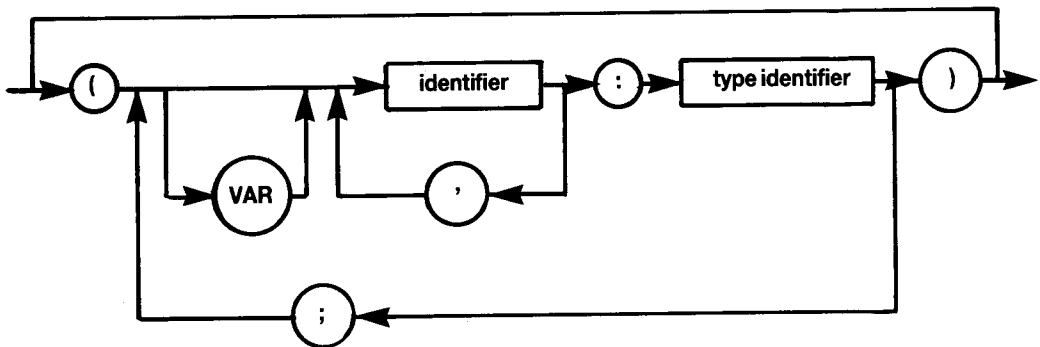 ( identifier : type identifier )
VAR ,
;